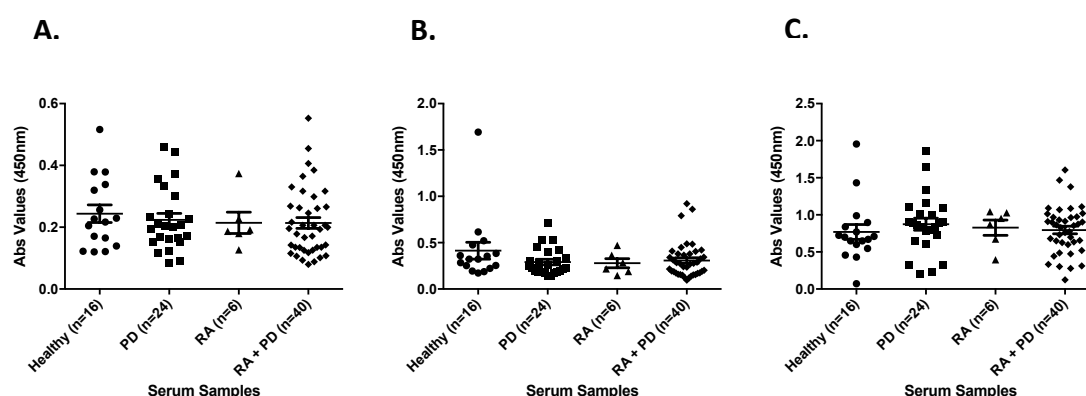 A.
B.
C.
Abs Values (450nm)
0.6
0.4
0.2
0.0
Healthy (n=16)
PD (n=24)
RA (n=6)
RA + PD (n=40)
Serum Samples
Abs Values (450nm)
2.0
1.5
1.0
0.5
0.0
Healthy (n=16)
PD (n=24)
RA (n=6)
RA + PD (n=40)
Serum Samples
Abs Values (450nm)
2.5
2.0
1.5
1.0
0.5
0.0
Healthy (n=16)
PD (n=24)
RA (n=6)
RA + PD (n=40)
Serum Samples